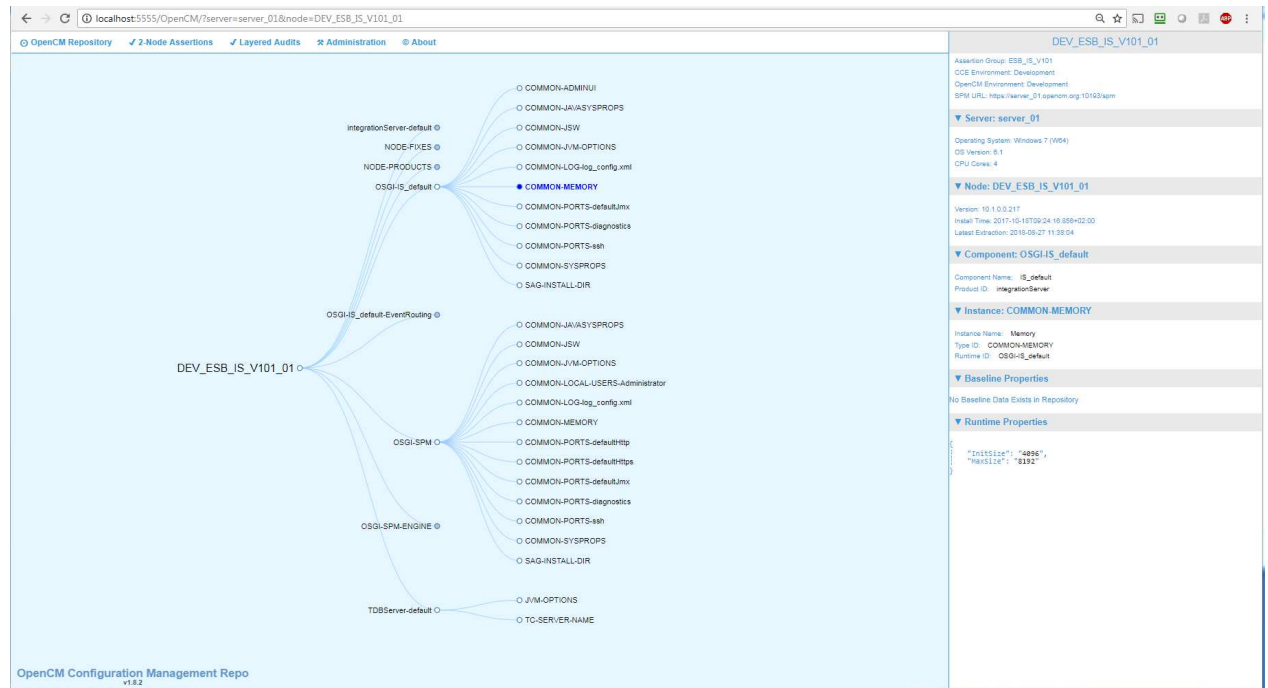 localhost:5555/OpenCM/?server=server_01&node=DEV_ESB_IS_V101_01
OpenCM Repository ✓ 2-Node Assertions ✓ Layered Audits Administration © About
integrationServer-default
NODE-FIXES
NODE-PRODUCTS
OSGI-IS_default
COMMON-ADMINUI
COMMON-JAVASYSPROPS
COMMON-JSW
COMMON-JVM-OPTIONS
COMMON-LOG-log_config.xml
COMMON-MEMORY
COMMON-PORTS-defaultJmx
COMMON-PORTS-diagnostics
COMMON-PORTS-ssh
COMMON-SYSPROPS
SAG-INSTALL-DIR
OSGI-IS_default-EventRouting
DEV_ESB_IS_V101_01
OSGI-SPM
COMMON-JAVASYSPROPS
COMMON-JSW
COMMON-JVM-OPTIONS
COMMON-LOCAL-USERS-Administrator
COMMON-LOG-log_config.xml
COMMON-MEMORY
COMMON-PORTS-defaultHttp
COMMON-PORTS-defaultHttps
COMMON-PORTS-defaultJmx
COMMON-PORTS-diagnostics
COMMON-PORTS-ssh
COMMON-SYSPROPS
SAG-INSTALL-DIR
OSGI-SPM-ENGINE
TDBServer-default
JVM-OPTIONS
TC-SERVER-NAME
OpenCM Configuration Management Repo
v1.8.2
DEV_ESB_IS_V101_01
Assertion Group: ESB_IS_V101
CCE Environment: Development
OpenCM Environment: Development
SPM URL: https://server_01.opencm.org:10193/spm
▼ Server: server_01
Operating System: Windows 7 (W64)
OS Version: 6.1
CPU Cores: 4
▼ Node: DEV_ESB_IS_V101_01
Version: 10.1.0.0.217
Install Time: 2017-10-18T09:24:18.856+02:00
Latest Extraction: 2018-08-27 11:38:04
▼ Component: OSGI-IS_default
Component Name: IS_default
Product ID: integrationServer
▼ Instance: COMMON-MEMORY
Instance Name: Memory
Type ID: COMMON-MEMORY
Runtime ID: OSGI-IS_default
▼ Baseline Properties
No Baseline Data Exists in Repository
▼ Runtime Properties
{
"InitSize": "4096",
"MaxSize": "8192"
}
ABP